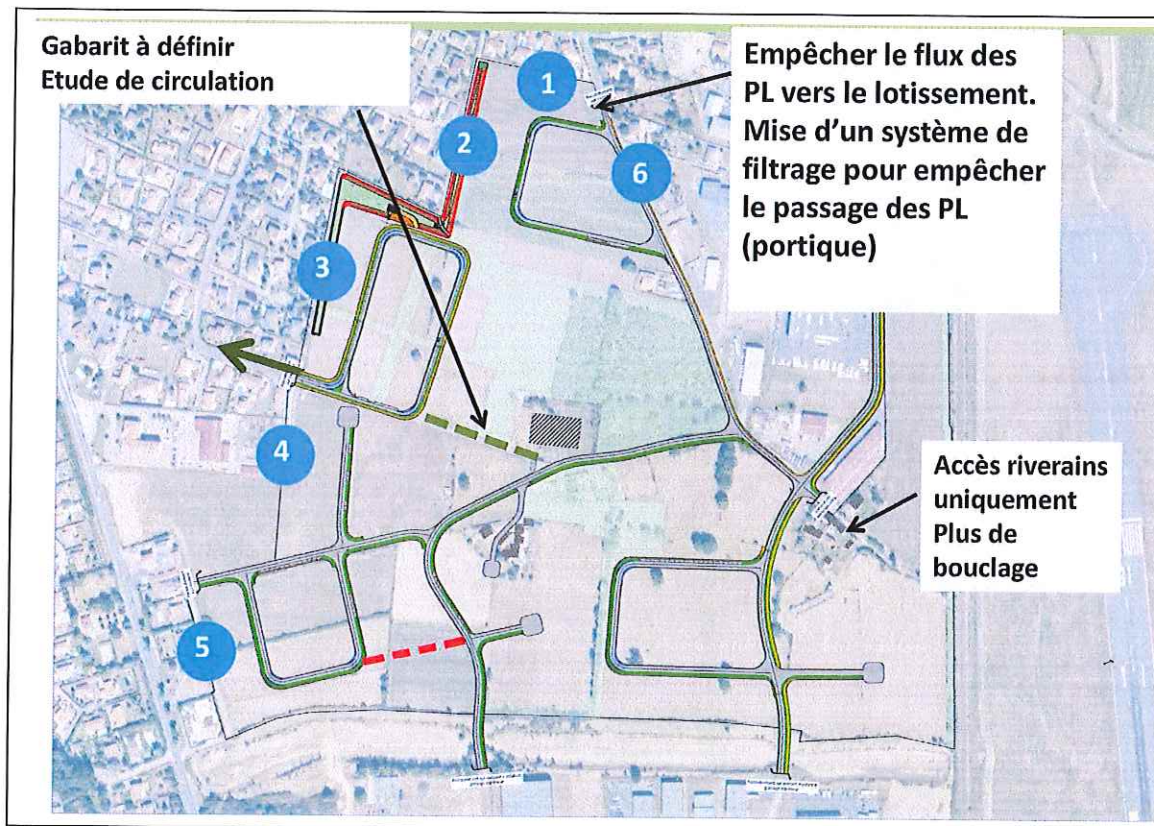 Gabarit à définir
Etude de circulation
Empêcher le flux des
PL vers le lotissement.
Mise d'un système de
filtrage pour empêcher
le passage des PL
(portique)
1
2
6
3
4
5
Accès riverains
uniquement
Plus de
bouclage